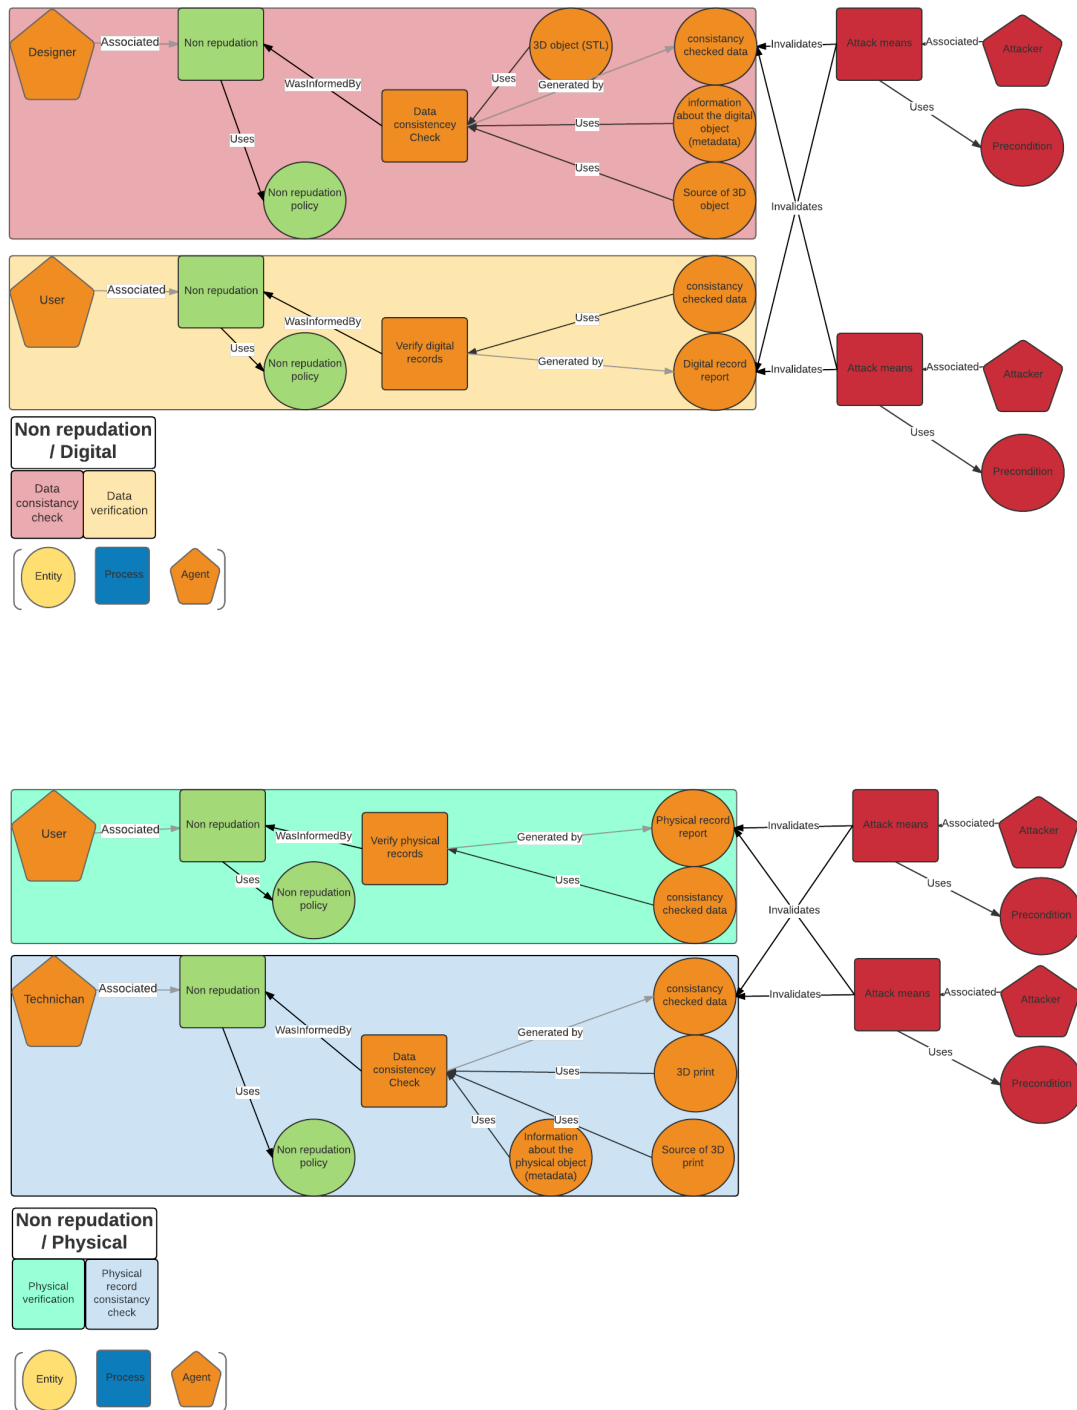 Designer
Associated
Non repudation
WasInformedBy
Uses
Non repudation
policy
Data
consistencey
Check
3D object (STL)
Uses
Generated by
consistancy
checked data
Uses
information
about the digital
object
(metadata)
Uses
Source of 3D
object
Invalidates
Attack means
Associated
Attacker
Uses
Precondition
Invalidates
User
Associated
Non repudation
WasInformedBy
Uses
Non repudation
policy
Verify digital
records
Uses
Generated by
consistancy
checked data
Digital record
report
Invalidates
Attack means
Associated
Attacker
Uses
Precondition
Non repudation
/ Digital
Data
consistancy
check
Data
verification
Entity
Process
Agent
User
Associated
Non repudation
WasInformedBy
Uses
Non repudation
policy
Verify physical
records
Generated by
Uses
Physical record
report
consistancy
checked data
Invalidates
Attack means
Associated
Attacker
Uses
Precondition
Invalidates
Technichan
Associated
Non repudation
WasInformedBy
Uses
Non repudation
policy
Data
consistencey
Check
Generated by
Uses
Uses
Uses
consistancy
checked data
3D print
Information
about the
physical object
(metadata)
Source of 3D
print
Invalidates
Attack means
Associated
Attacker
Uses
Precondition
Non repudation
/ Physical
Physical
verification
Physical
record
consistancy
check
Entity
Process
Agent